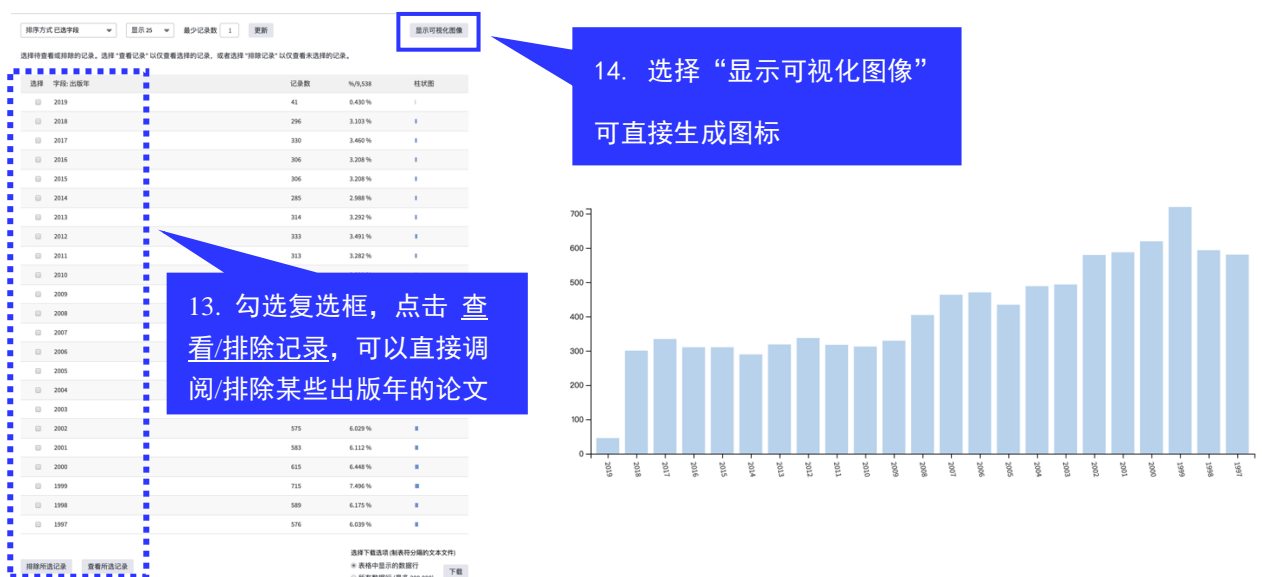 排序方式 已选字段 显示 25 最少记录数 1 更新 显示可视化图像
选择待查看或排除的记录。选择 "查看记录" 以仅查看选择的记录, 或者选择 "排除记录" 以仅查看未选择的记录。
选择 字段: 出版年 记录数 %/9,538 柱状图
2019 41 0.430 %
2018 296 3.103 %
2017 330 3.460 %
2016 306 3.208 %
2015 306 3.208 %
2014 285 2.988 %
2013 314 3.292 %
2012 333 3.491 %
2011 313 3.282 %
2010
2009
2008
2007
2006
2005
2004
2003
2002 575 6.029 %
2001 583 6.112 %
2000 615 6.448 %
1999 715 7.496 %
1998 589 6.175 %
1997 576 6.039 %
排除所选记录 查看所选记录
选择下载选项 (制表符分隔的文本文件)
表格中显示的数据行
下载
13. 勾选复选框，点击 查
看/排除记录，可以直接调
阅/排除某些出版年的论文
14. 选择“显示可视化图像”
可直接生成图标
700
600
500
400
300
200
100
0
2019 2018 2017 2016 2015 2014 2013 2012 2011 2010 2009 2008 2007 2006 2005 2004 2003 2002 2001 2000 1999 1998 1997